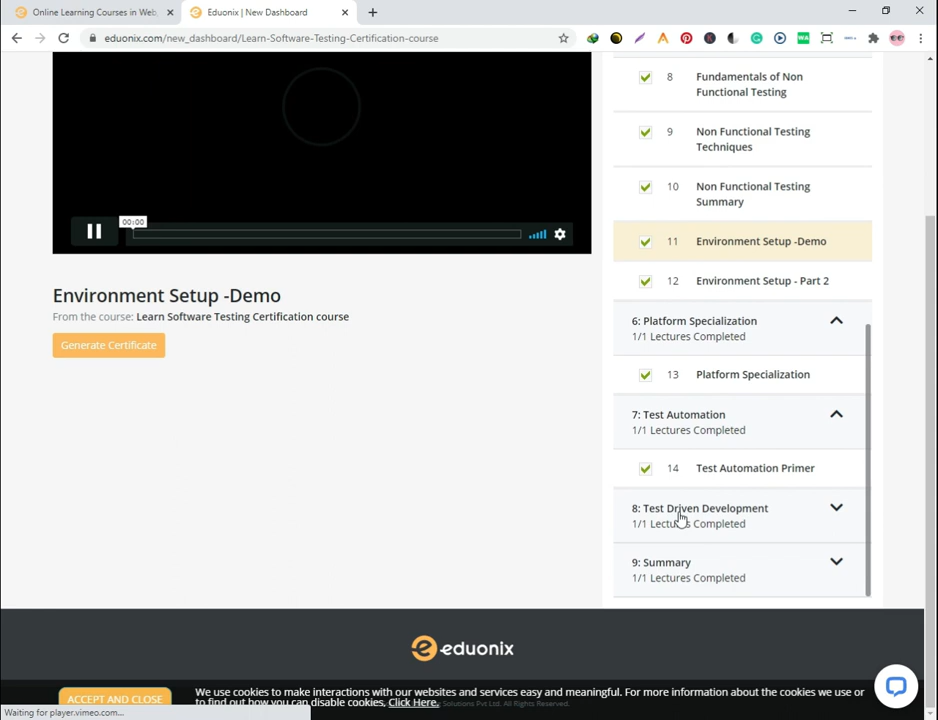 Online Learning Courses in Web,
Eduonix | New Dashboard
eduonix.com/new_dashboard/Learn-Software-Testing-Certification-course
8 Fundamentals of Non
Functional Testing
9 Non Functional Testing
Techniques
10 Non Functional Testing
Summary
00:00
11 Environment Setup -Demo
12 Environment Setup - Part 2
Environment Setup -Demo
From the course: Learn Software Testing Certification course
Generate Certificate
6: Platform Specialization
1/1 Lectures Completed
13 Platform Specialization
7: Test Automation
1/1 Lectures Completed
14 Test Automation Primer
8: Test Driven Development
1/1 Lectures Completed
9: Summary
1/1 Lectures Completed
eduonix
ACCEPT AND CLOSE
We use cookies to make interactions with our websites and services easy and meaningful. For more information about the cookies we use or
to find out how you can disable cookies, Click Here.
Solutions Pvt Ltd. All Rights Reserved.
Waiting for player.vimeo.com...